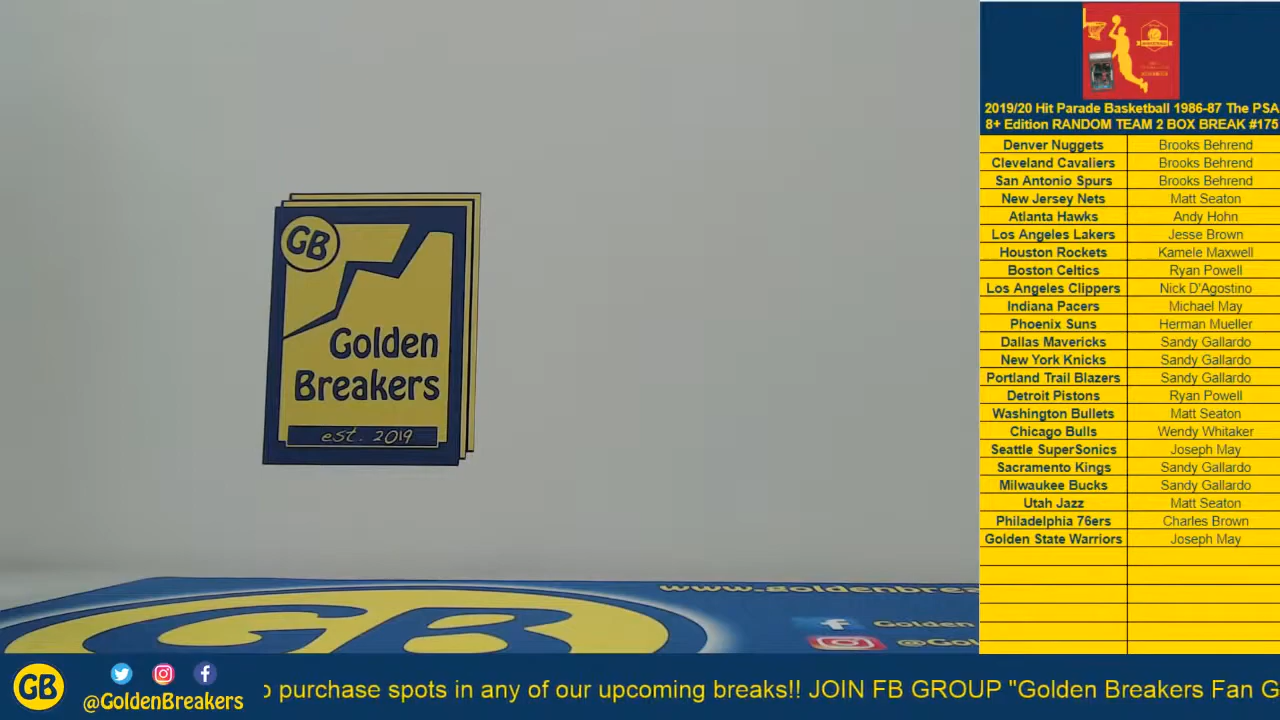 2019/20 Hit Parade Basketball 1986-87 The PSA
8+ Edition RANDOM TEAM 2 BOX BREAK #175
Denver Nuggets Brooks Behrend
Cleveland Cavaliers Brooks Behrend
San Antonio Spurs Brooks Behrend
New Jersey Nets Matt Seaton
Atlanta Hawks Andy Hohn
Los Angeles Lakers Jesse Brown
Houston Rockets Kamele Maxwell
Boston Celtics Ryan Powell
Los Angeles Clippers Nick D'Agostino
Indiana Pacers Michael May
Phoenix Suns Herman Mueller
Dallas Mavericks Sandy Gallardo
New York Knicks Sandy Gallardo
Portland Trail Blazers Sandy Gallardo
Detroit Pistons Ryan Powell
Washington Bullets Matt Seaton
Chicago Bulls Wendy Whitaker
Seattle SuperSonics Joseph May
Sacramento Kings Sandy Gallardo
Milwaukee Bucks Sandy Gallardo
Utah Jazz Matt Seaton
Philadelphia 76ers Charles Brown
Golden State Warriors Joseph May
GB
Golden
Breakers
est. 2019
www.goldenbrea
GB
f Golden
@Gol
GB
@GoldenBreakers
o purchase spots in any of our upcoming breaks!! JOIN FB GROUP "Golden Breakers Fan G